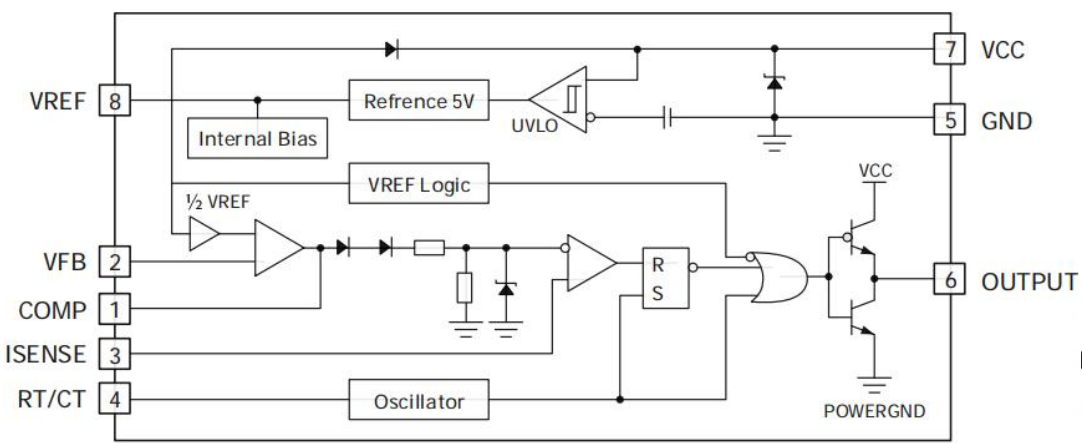 7 VCC
VREF 8
Refrence 5V
UVLO
Internal Bias
5 GND
VREF Logic
VCC
½ VREF
VFB 2
R
S
6 OUTPUT
COMP 1
ISENSE 3
RT/CT 4
Oscillator
POWERGND